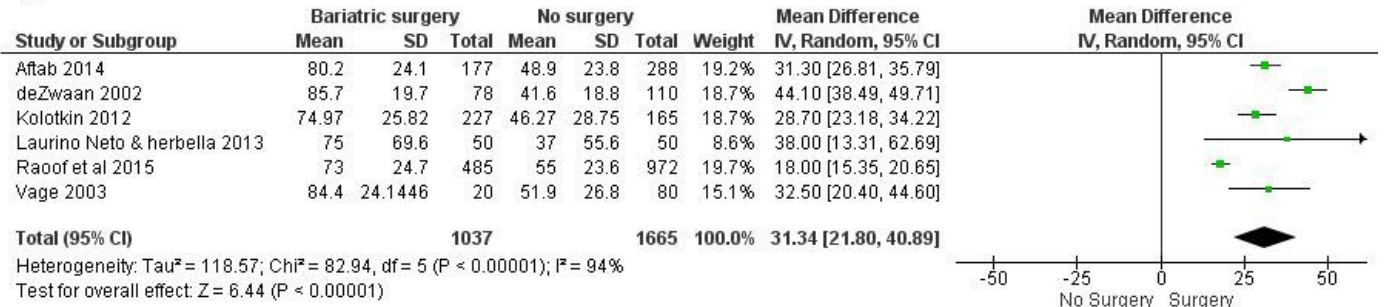 Bariatric surgery No surgery Mean Difference Mean Difference
Study or Subgroup Mean SD Total Mean SD Total Weight IV, Random, 95% CI IV, Random, 95% CI
Aftab 2014 80.2 24.1 177 48.9 23.8 288 19.2% 31.30 [26.81, 35.79]
deZwaan 2002 85.7 19.7 78 41.6 18.8 110 18.7% 44.10 [38.49, 49.71]
Kolotkin 2012 74.97 25.82 227 46.27 28.75 165 18.7% 28.70 [23.18, 34.22]
Laurino Neto & herbella 2013 75 69.6 50 37 55.6 50 8.6% 38.00 [13.31, 62.69]
Raoof et al 2015 73 24.7 485 55 23.6 972 19.7% 18.00 [15.35, 20.65]
Vage 2003 84.4 24.1446 20 51.9 26.8 80 15.1% 32.50 [20.40, 44.60]
Total (95% CI) 1037 1665 100.0% 31.34 [21.80, 40.89]
Heterogeneity: Tau² = 118.57; Chi² = 82.94, df = 5 (P < 0.00001); I² = 94%
Test for overall effect: Z = 6.44 (P < 0.00001)
-50 -25 0 25 50
No Surgery Surgery